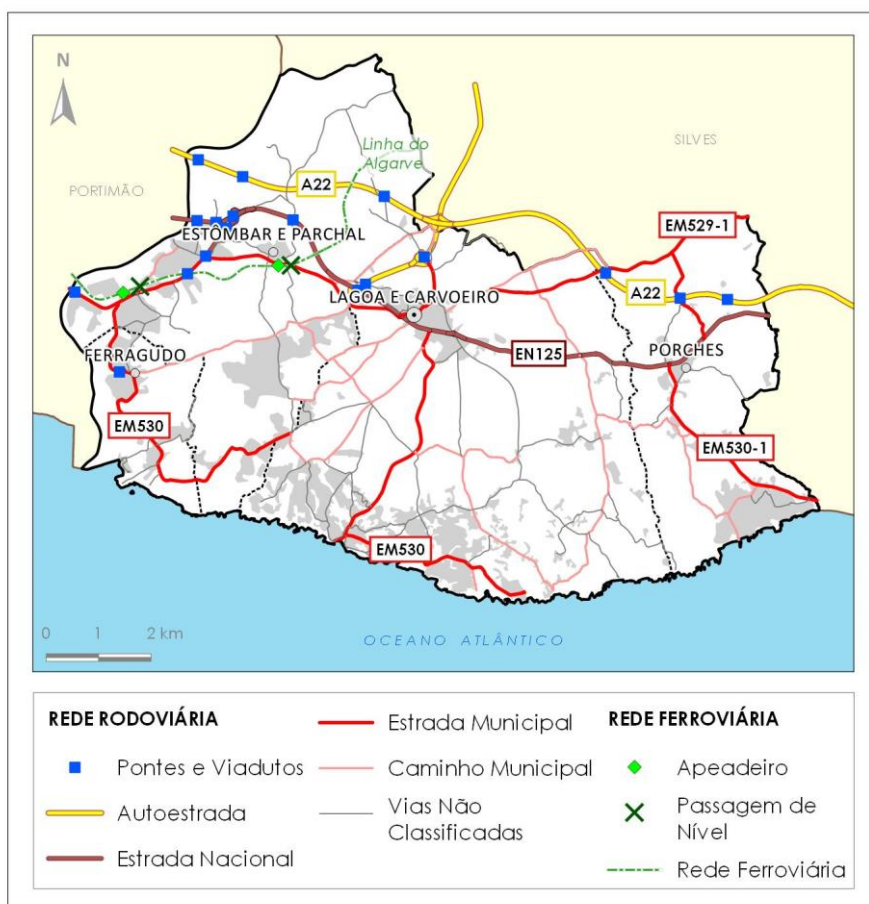 N
Linha do
Algarve
SILVES
PORTIMÃO
A22
EM529-1
ESTÔMBAR E PARCHAL
A22
LAGOA E CARVOEIRO
FERRAGUDO
EN125
PORCHES
EM530
EM530-1
EM530
0 1 2 km
OCEANO ATLÂNTICO
REDE RODOVIÁRIA
Pontes e Viadutos
Autoestrada
Estrada Nacional
Estrada Municipal
Caminho Municipal
Vias Não
Classificadas
REDE FERROVIÁRIA
Apeadeiro
Passagem de
Nível
Rede Ferroviária